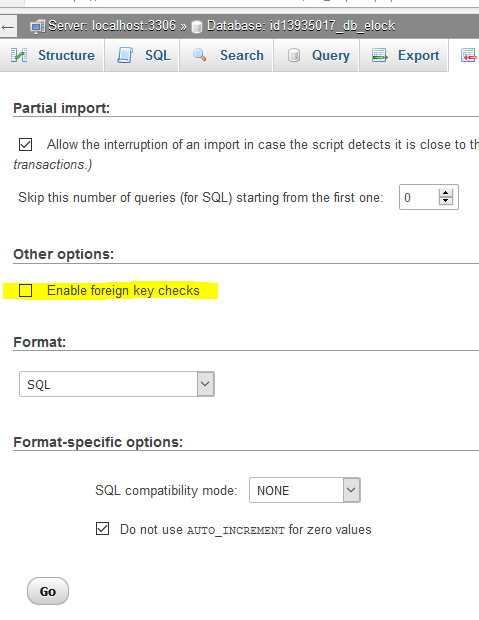 Server: localhost:3306 » Database: id13935017_db_elock
Structure SQL Search Query Export
Partial import:
Allow the interruption of an import in case the script detects it is close to th
transactions.)
Skip this number of queries (for SQL) starting from the first one: 0
Other options:
Enable foreign key checks
Format:
SQL
Format-specific options:
SQL compatibility mode: NONE
Do not use AUTO_INCREMENT for zero values
Go